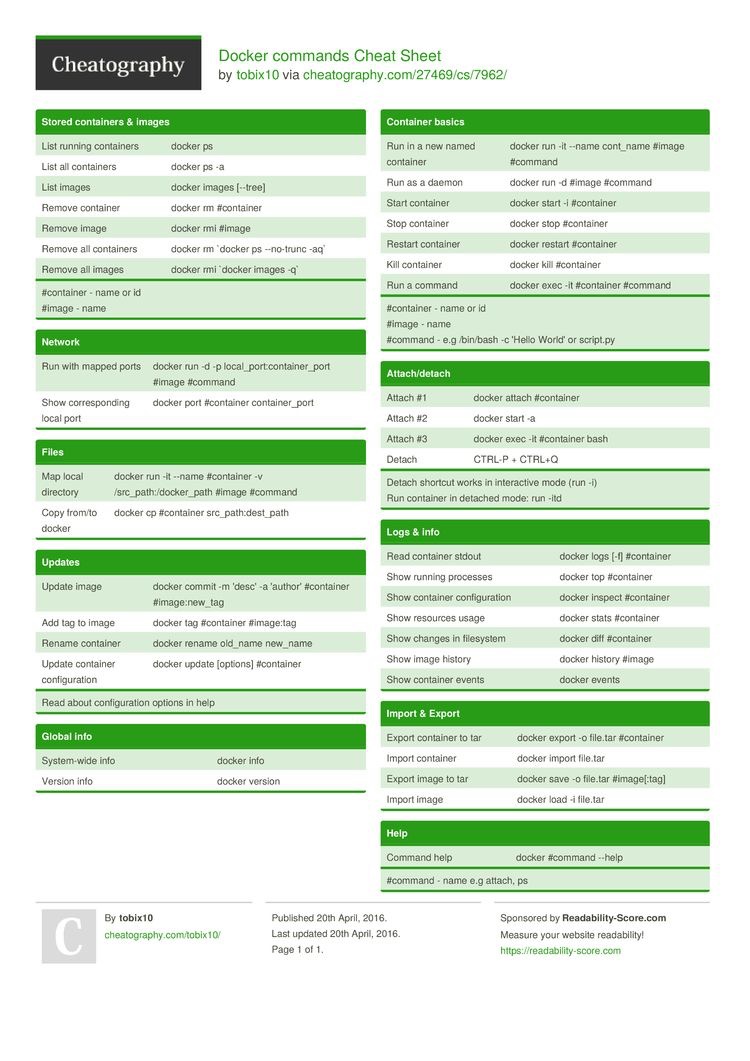 Cheatography
Docker commands Cheat Sheet
by tobix10 via cheatography.com/27469/cs/7962/
Stored containers & images
List running containers docker ps
List all containers docker ps -a
List images docker images [--tree]
Remove container docker rm #container
Remove image docker rmi #image
Remove all containers docker rm `docker ps --no-trunc -aq`
Remove all images docker rmi `docker images -q`
#container - name or id
#image - name
Network
Run with mapped ports docker run -d -p local_port:container_port
#image #command
Show corresponding docker port #container container_port
local port
Files
Map local docker run -it --name #container -v
directory /src_path:/docker_path #image #command
Copy from/to docker cp #container src_path:dest_path
docker
Updates
Update image docker commit -m 'desc' -a 'author' #container
#image:new_tag
Add tag to image docker tag #container #image:tag
Rename container docker rename old_name new_name
Update container docker update [options] #container
configuration
Read about configuration options in help
Global info
System-wide info docker info
Version info docker version
Container basics
Run in a new named docker run -it --name cont_name #image
container #command
Run as a daemon docker run -d #image #command
Start container docker start -i #container
Stop container docker stop #container
Restart container docker restart #container
Kill container docker kill #container
Run a command docker exec -it #container #command
#container - name or id
#image - name
#command - e.g /bin/bash -c 'Hello World' or script.py
Attach/detach
Attach #1 docker attach #container
Attach #2 docker start -a
Attach #3 docker exec -it #container bash
Detach CTRL-P + CTRL+Q
Detach shortcut works in interactive mode (run -i)
Run container in detached mode: run -itd
Logs & info
Read container stdout docker logs [-f] #container
Show running processes docker top #container
Show container configuration docker inspect #container
Show resources usage docker stats #container
Show changes in filesystem docker diff #container
Show image history docker history #image
Show container events docker events
Import & Export
Export container to tar docker export -o file.tar #container
Import container docker import file.tar
Export image to tar docker save -o file.tar #image[:tag]
Import image docker load -i file.tar
Help
Command help docker #command --help
#command - name e.g attach, ps
C
By tobix10
cheatography.com/tobix10/
Published 20th April, 2016.
Last updated 20th April, 2016.
Page 1 of 1.
Sponsored by Readability-Score.com
Measure your website readability!
https://readability-score.com